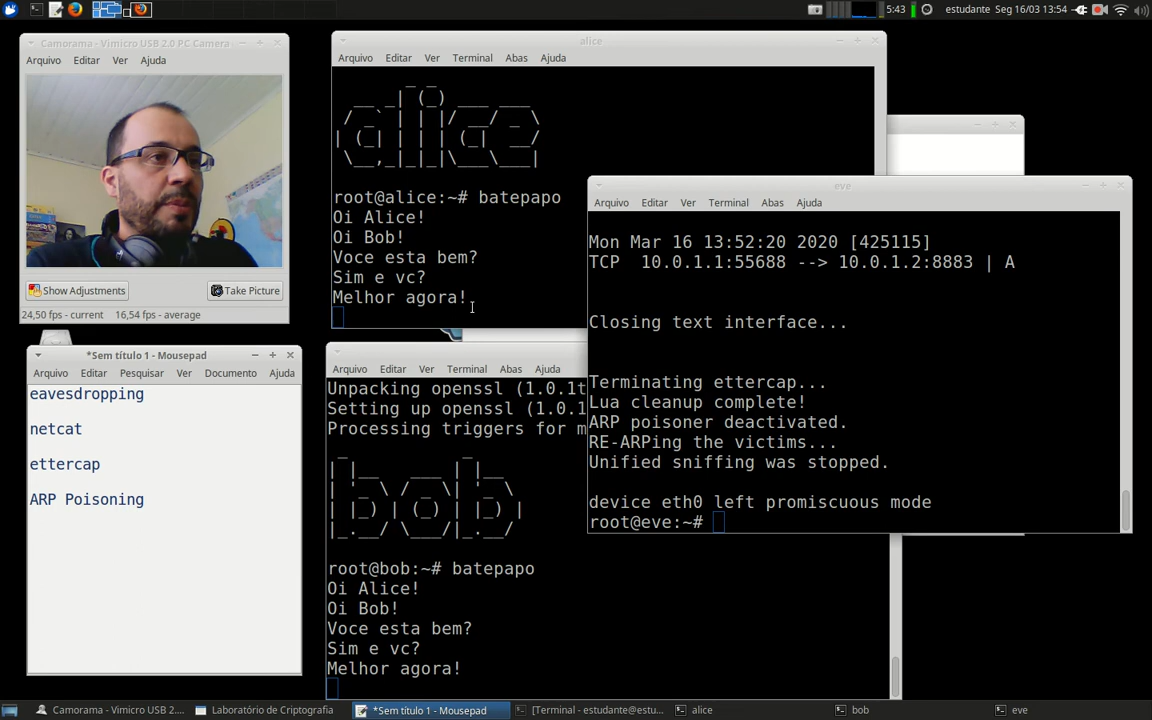 5:43 estudante Seg 16/03 13:54
Camorama - Vimicro USB 2.0 PC Camera
Arquivo Editar Ver Ajuda
Show Adjustments Take Picture
24,50 fps - current 16,54 fps - average
*Sem título 1 - Mousepad
Arquivo Editar Pesquisar Ver Documento Ajuda
eavesdropping
netcat
ettercap
ARP Poisoning
alice
Arquivo Editar Ver Terminal Abas Ajuda
alice
root@alice:~# batepapo
Oi Alice!
Oi Bob!
Voce esta bem?
Sim e vc?
Melhor agora!
Arquivo Editar Ver Terminal Abas Ajuda
Unpacking openssl (1.0.1t
Setting up openssl (1.0.1
Processing triggers for m
bob
root@bob:~# batepapo
Oi Alice!
Oi Bob!
Voce esta bem?
Sim e vc?
Melhor agora!
eve
Arquivo Editar Ver Terminal Abas Ajuda
Mon Mar 16 13:52:20 2020 [425115]
TCP 10.0.1.1:55688 --> 10.0.1.2:8883 | A
Closing text interface...
Terminating ettercap...
Lua cleanup complete!
ARP poisoner deactivated.
RE-ARPing the victims...
Unified sniffing was stopped.
device eth0 left promiscuous mode
root@eve:~#
Camorama - Vimicro USB 2.... Laboratório de Criptografia *Sem título 1 - Mousepad [Terminal - estudante@estu... alice bob eve